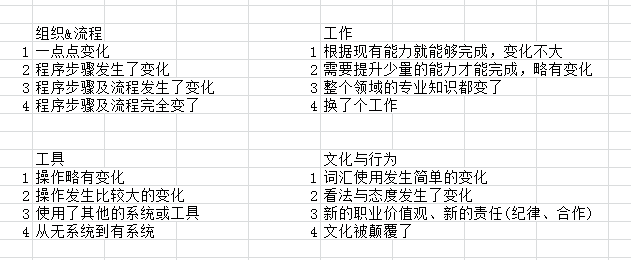 组织&流程
1 一点点变化
2 程序步骤发生了变化
3 程序步骤及流程发生了变化
4 程序步骤及流程完全变了
工作
1 根据现有能力就能够完成，变化不大
2 需要提升少量的能力才能完成，略有变化
3 整个领域的专业知识都变了
4 换了个工作
工具
1 操作略有变化
2 操作发生比较大的变化
3 使用了其他的系统或工具
4 从无系统到有系统
文化与行为
1 词汇使用发生简单的变化
2 看法与态度发生了变化
3 新的职业价值观、新的责任(纪律、合作)
4 文化被颠覆了